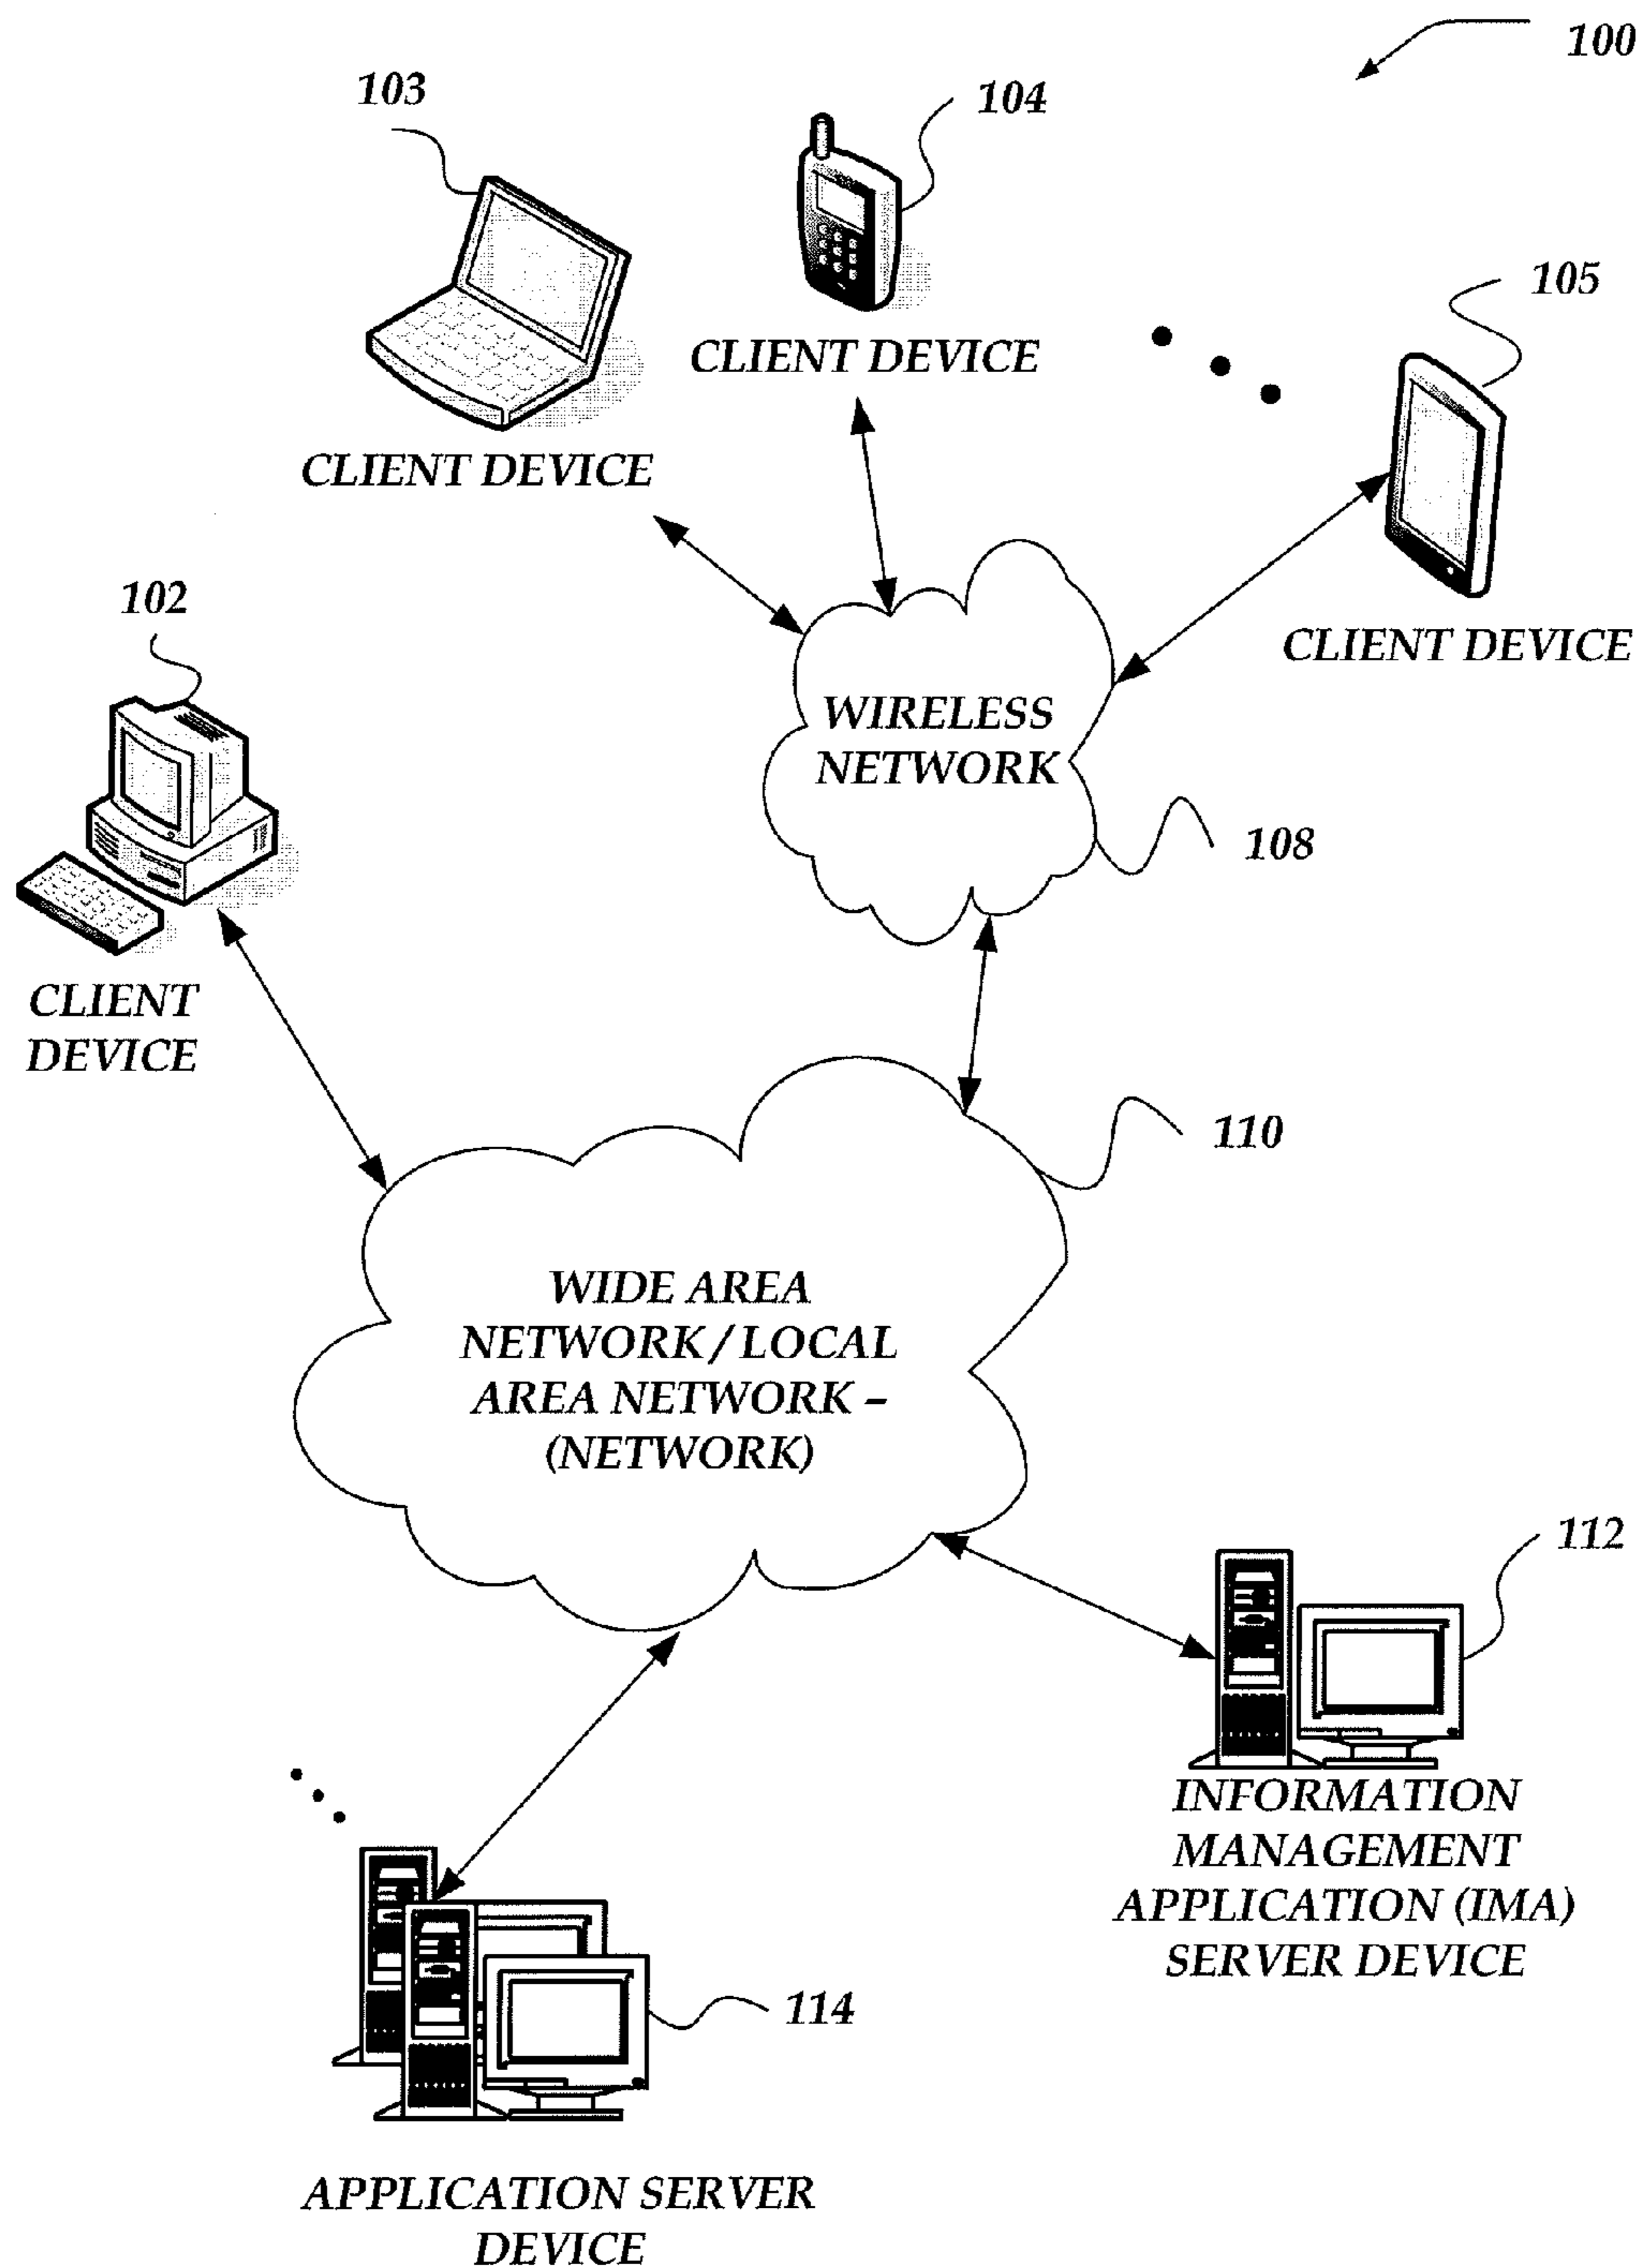 100
103
104
105
CLIENT DEVICE
CLIENT DEVICE
102
CLIENT DEVICE
WIRELESS
NETWORK
108
CLIENT
DEVICE
110
WIDE AREA
NETWORK / LOCAL
AREA NETWORK –
(NETWORK)
112
INFORMATION
MANAGEMENT
APPLICATION (IMA)
SERVER DEVICE
114
APPLICATION SERVER
DEVICE